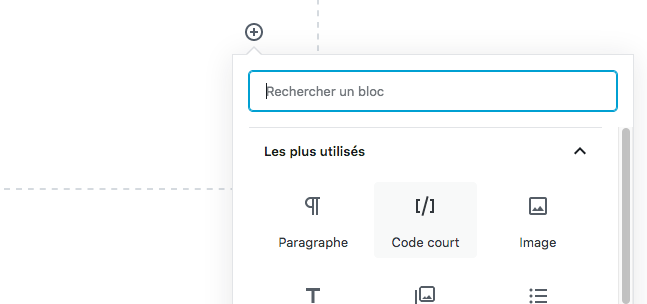 Rechercher un bloc
Les plus utilisés
Paragraphe
Code court
Image